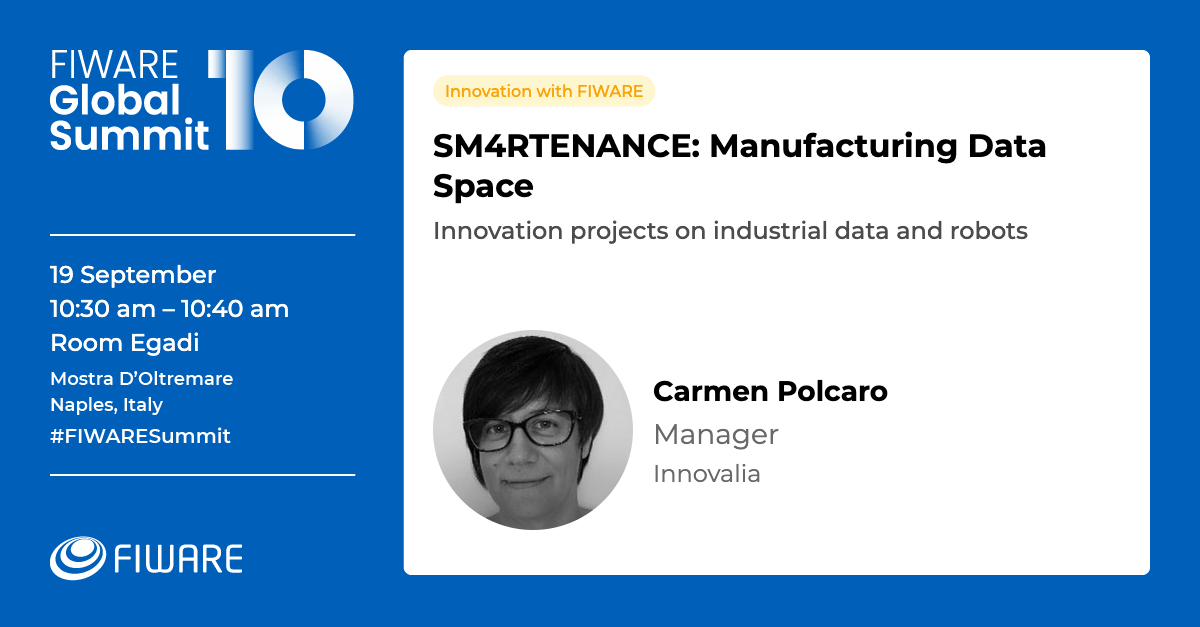 FIWARE
Global
Summit
10
19 September
10:30 am – 10:40 am
Room Egadi
Mostra D’Oltremare
Naples, Italy
#FIWARESummit
FIWARE
Innovation with FIWARE
SM4RTENANCE: Manufacturing Data
Space
Innovation projects on industrial data and robots
Carmen Polcaro
Manager
Innovalia